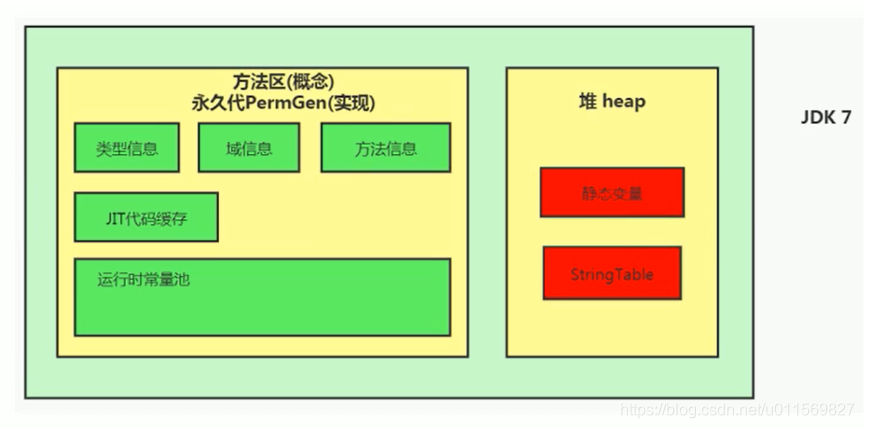 方法区(概念)
永久代PermGen(实现)
类型信息
域信息
方法信息
JIT代码缓存
运行时常量池
堆 heap
静态变量
StringTable
JDK 7
https://blog.csdn.net/u011569827